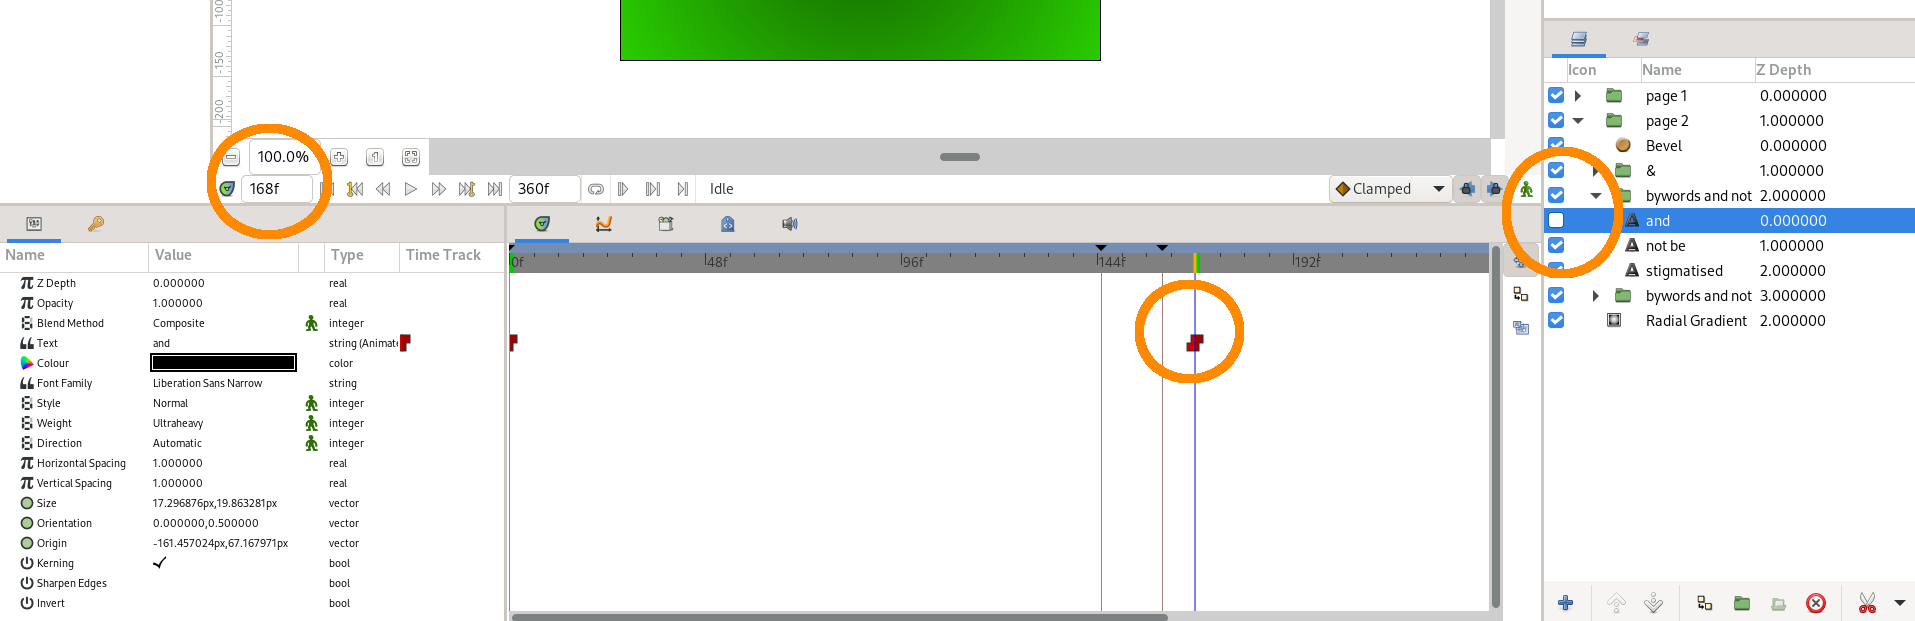 -100
-150
-200
100.0%
168f
360f
Idle
Clamped
Name Value Type Time Track
Z Depth 0.000000 real
Opacity 1.000000 real
Blend Method Composite integer
Text and string (Animat
Colour color
Font Family Liberation Sans Narrow string
Style Normal integer
Weight Ultraheavy integer
Direction Automatic integer
Horizontal Spacing 1.000000 real
Vertical Spacing 1.000000 real
Size 17.296876px,19.863281px vector
Orientation 0.000000,0.500000 vector
Origin -161.457024px,67.167971px vector
Kerning bool
Sharpen Edges bool
Invert bool
0f 48f 96f 144f 192f
Icon Name Z Depth
page 1 0.000000
page 2 1.000000
Bevel 0.000000
& 1.000000
bywords and not 2.000000
and 0.000000
not be 1.000000
stigmatised 2.000000
bywords and not 3.000000
Radial Gradient 2.000000